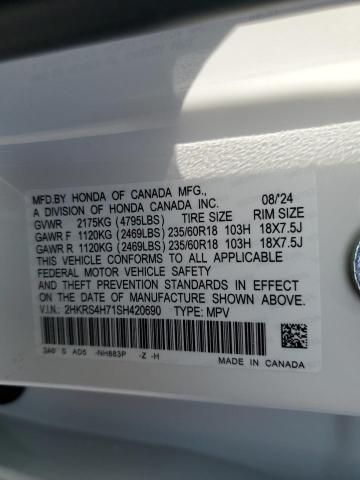 MFD.BY HONDA OF CANADA MFG., 08/'24
A DIVISION OF HONDA CANADA INC.
GVWR 2175KG (4795LBS) TIRE SIZE RIM SIZE
GAWR F 1120KG (2469LBS) 235/60R18 103H 18X7.5J
GAWR R 1120KG (2469LBS) 235/60R18 103H 18X7.5J
THIS VEHICLE CONFORMS TO ALL APPLICABLE
FEDERAL MOTOR VEHICLE SAFETY, BUMPER,
AND THEFT PREVENTION STANDARDS IN EFFECT
ON THE DATE OF MANUFACTURE SHOWN ABOVE.
V.I.N.: 2HKRS4H71SH420690 TYPE: MPV
AD5 -NH883P -Z -H MADE IN CANADA